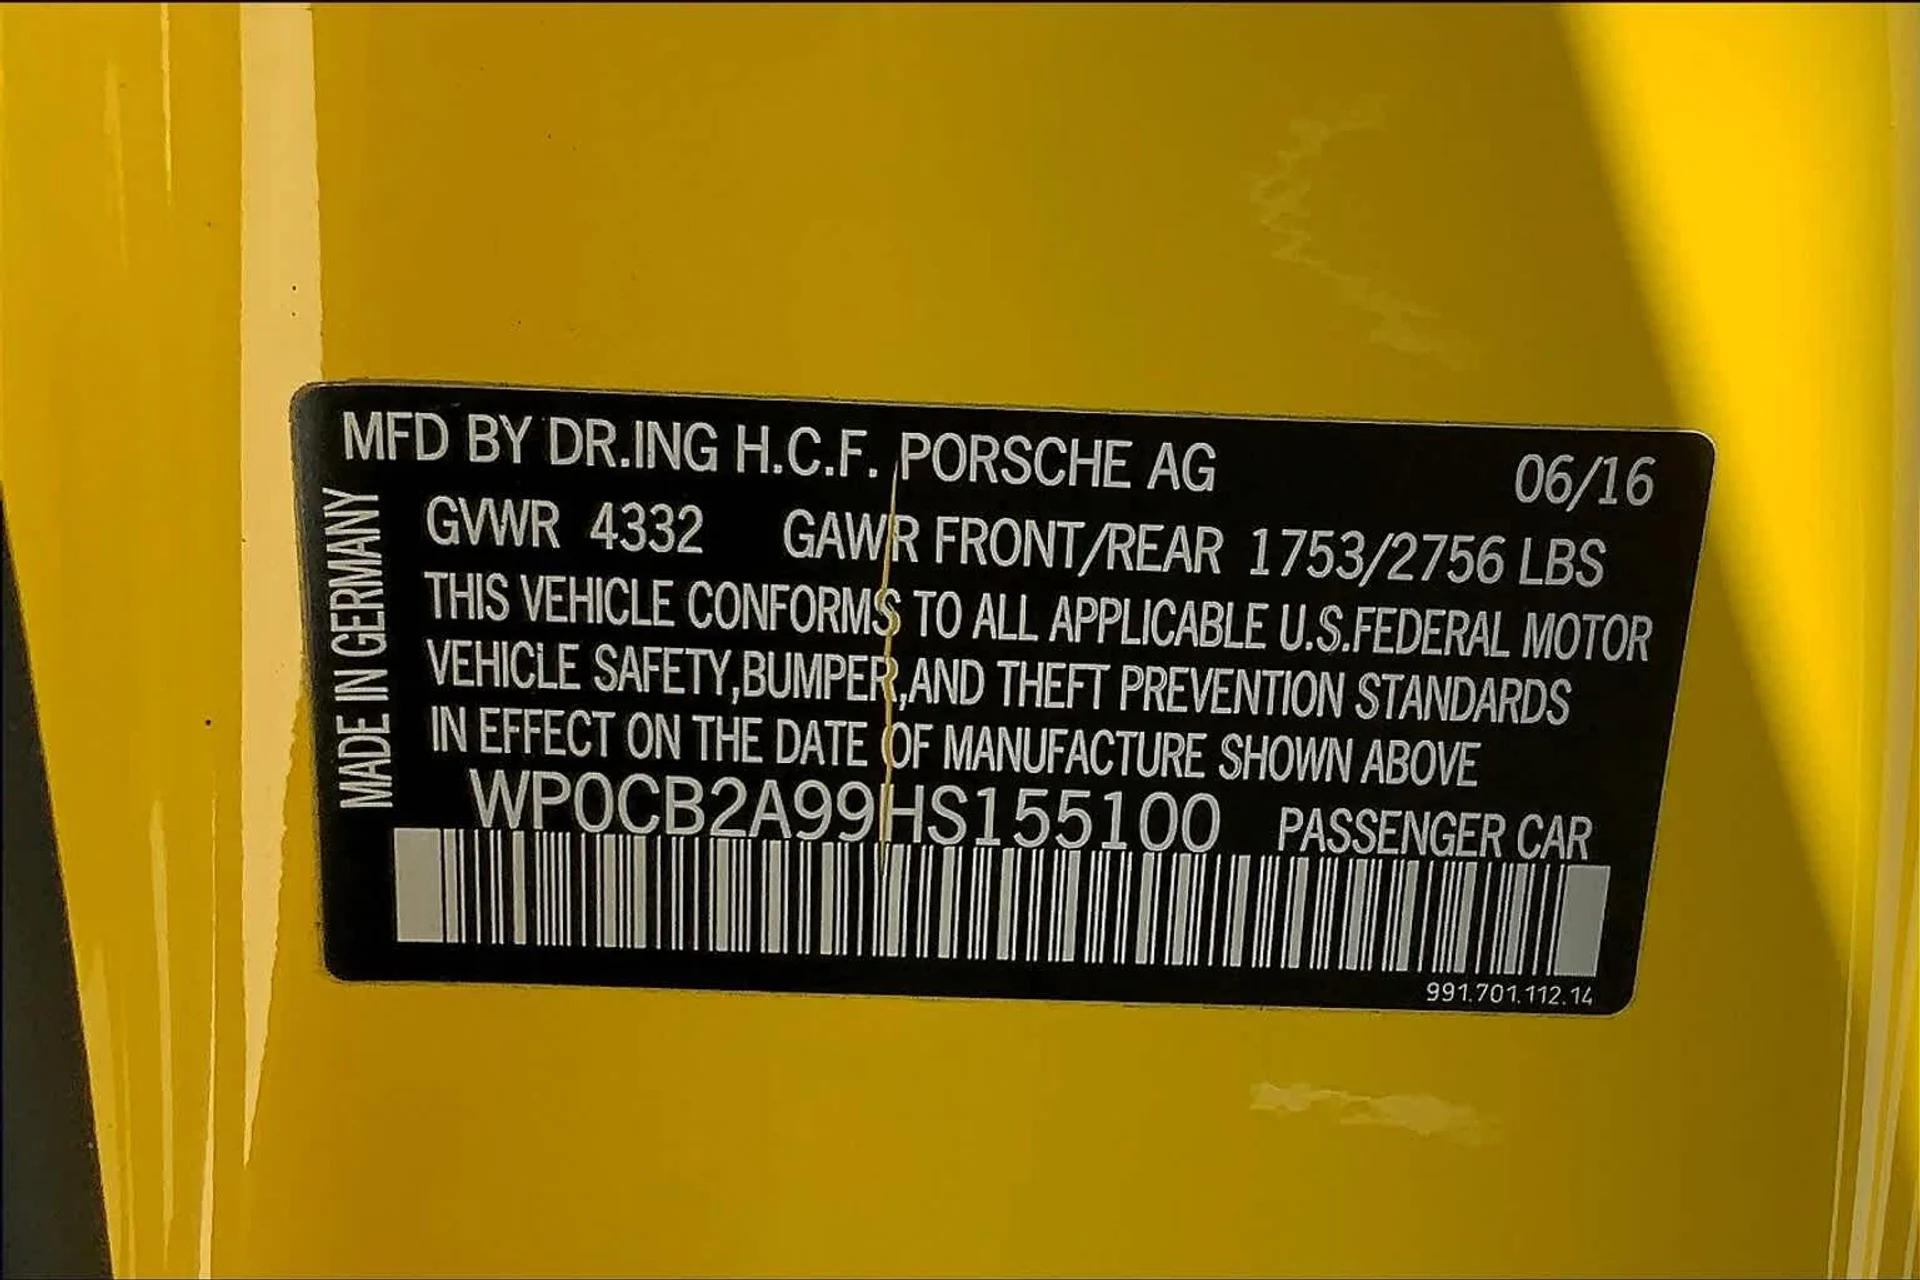 MFD BY DR.ING H.C.F. PORSCHE AG 06/16
MADE IN GERMANY
GVWR 4332 GAWR FRONT/REAR 1753/2756 LBS
THIS VEHICLE CONFORMS TO ALL APPLICABLE U.S.FEDERAL MOTOR
VEHICLE SAFETY,BUMPER,AND THEFT PREVENTION STANDARDS
IN EFFECT ON THE DATE OF MANUFACTURE SHOWN ABOVE
WP0CB2A99HS155100 PASSENGER CAR
991.701.112.14